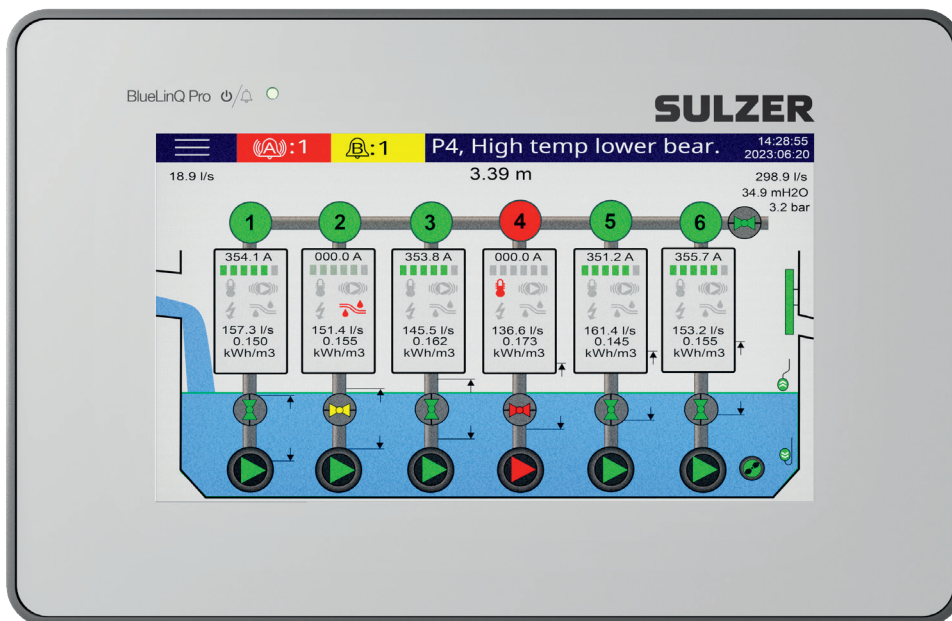 BlueLinQ Pro
SULZER
A:1
B:1
P4, High temp lower bear.
14:28:55
2023:06:20
18.9 l/s
3.39 m
298.9 l/s
34.9 mH2O
3.2 bar
1
2
3
4
5
6
354.1 A
000.0 A
353.8 A
000.0 A
351.2 A
355.7 A
157.3 l/s
0.150
kWh/m3
151.4 l/s
0.155
kWh/m3
145.5 l/s
0.162
kWh/m3
136.6 l/s
0.173
kWh/m3
161.4 l/s
0.145
kWh/m3
153.2 l/s
0.155
kWh/m3